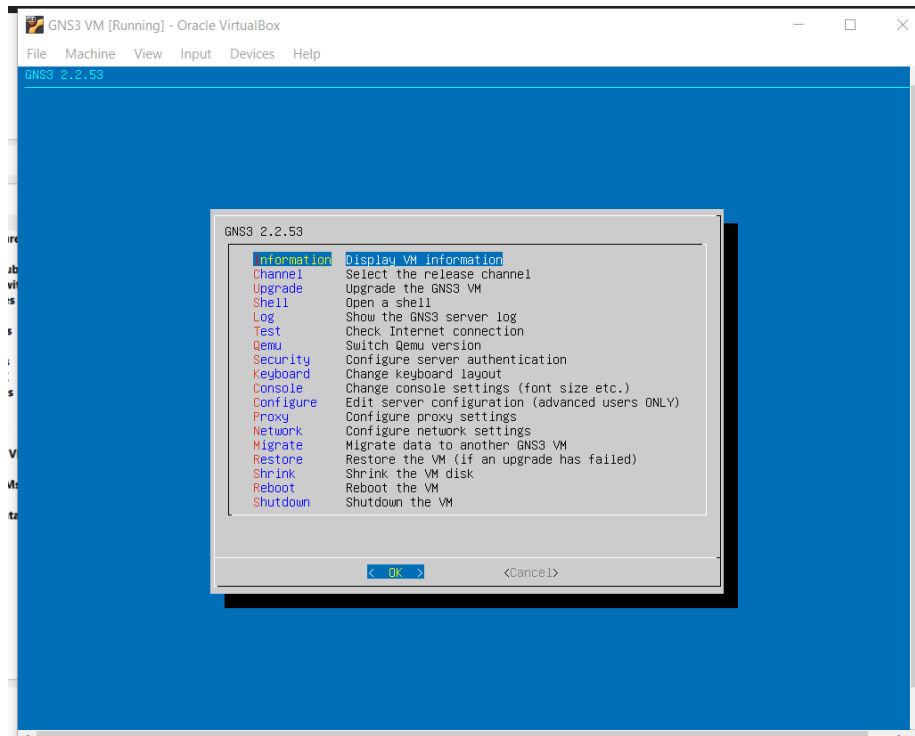 GNS3 VM [Running] - Oracle VirtualBox
File Machine View Input Devices Help
GNS3 2.2.53
GNS3 2.2.53
Information Display VM information
Channel Select the release channel
Upgrade Upgrade the GNS3 VM
Shell Open a shell
Log Show the GNS3 server log
Test Check Internet connection
Qemu Switch Qemu version
Security Configure server authentication
Keyboard Change keyboard layout
Console Change console settings (font size etc.)
Configure Edit server configuration (advanced users ONLY)
Proxy Configure proxy settings
Network Configure network settings
Migrate Migrate data to another GNS3 VM
Restore Restore the VM (if an upgrade has failed)
Shrink Shrink the VM disk
Reboot Reboot the VM
Shutdown Shutdown the VM
< OK > <Cancel>